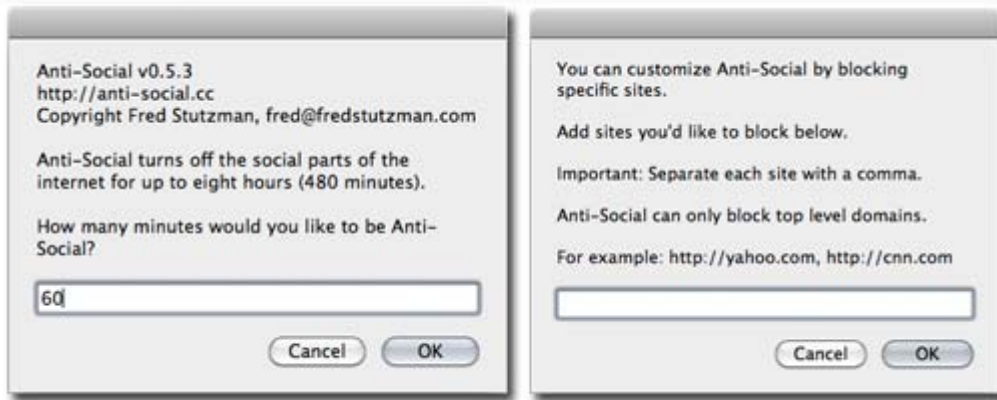 Anti-Social v0.5.3
http://anti-social.cc
Copyright Fred Stutzman, fred@fredstutzman.com
Anti-Social turns off the social parts of the
internet for up to eight hours (480 minutes).
How many minutes would you like to be Anti-
Social?
60
Cancel
OK
You can customize Anti-Social by blocking
specific sites.
Add sites you'd like to block below.
Important: Separate each site with a comma.
Anti-Social can only block top level domains.
For example: http://yahoo.com, http://cnn.com
Cancel
OK